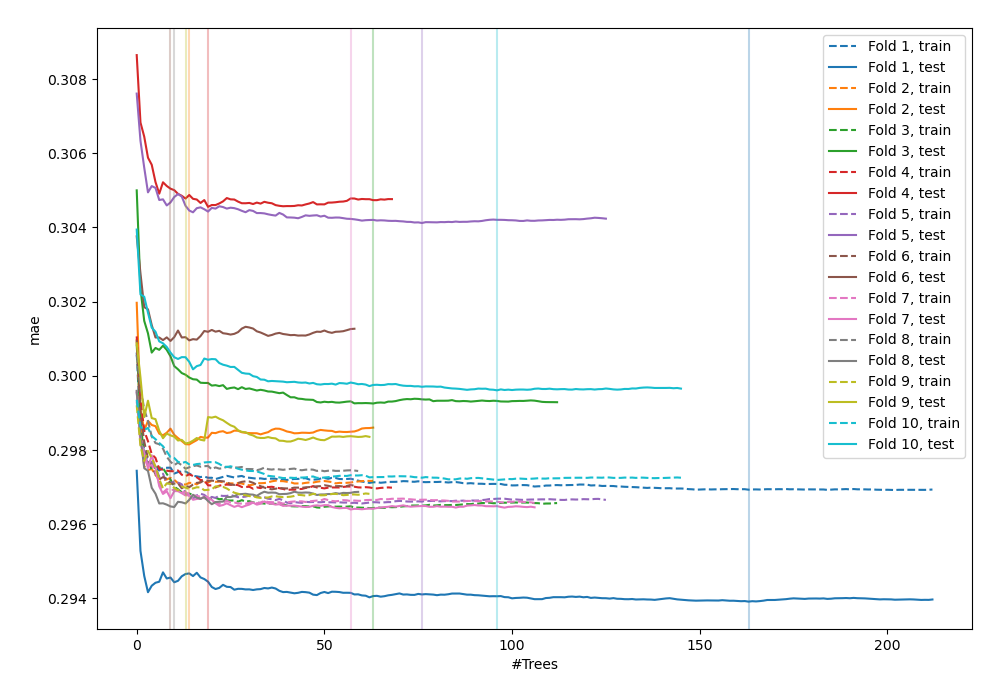 0.308
0.306
0.304
0.302
0.300
0.298
0.296
0.294
mae
0
50
100
150
200
#Trees
Fold 1, train
Fold 1, test
Fold 2, train
Fold 2, test
Fold 3, train
Fold 3, test
Fold 4, train
Fold 4, test
Fold 5, train
Fold 5, test
Fold 6, train
Fold 6, test
Fold 7, train
Fold 7, test
Fold 8, train
Fold 8, test
Fold 9, train
Fold 9, test
Fold 10, train
Fold 10, test